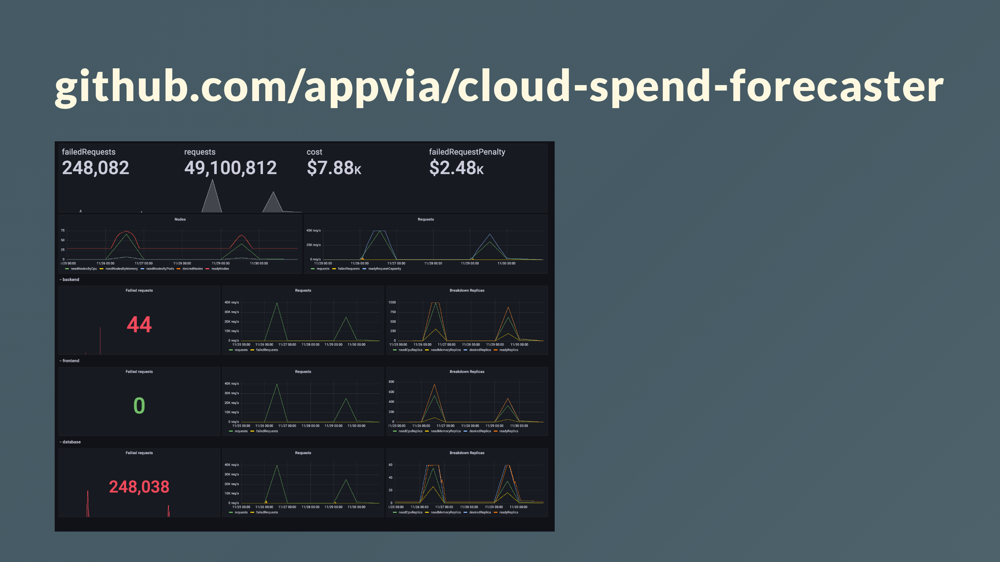 github.com/appvia/cloud-spend-forecaster
failedRequests requests cost failedRequestPenalty
248,082 49,100,812 $7.88K $2.48K
Nodes
75
50
25
0
I/25 00:00 11/26 00:00 11/27 00:00 11/28 00:00 11/29 00:00 11/30 00:00
needNodesByCpu needNodesByMemory needNodesByPods desiredNodes readyNodes
Requests
40K req/s
20K req/s
0 req/s
11/25 00:00 11/26 00:00 11/27 00:00 11/28 00:00 11/29 00:00 11/30 00:00
requests failedRequests readyRequestCapacity
backend
Failied requests
44
Requests
40K req/s
30K req/s
20K req/s
10K req/s
0 req/s
11/25 00:00 11/26 00:00 11/27 00:00 11/28 00:00 11/29 00:00 11/30 00:00
requests failedRequests
Breakdown Replicas
1000
750
500
250
0
11/25 00:00 11/26 00:00 11/27 00:00 11/28 00:00 11/29 00:00 11/30 00:00
needCpuReplica needMemoryReplica desiredReplica readyReplica
frontend
Failied requests
0
Requests
40K req/s
30K req/s
20K req/s
10K req/s
0 req/s
11/25 00:00 11/26 00:00 11/27 00:00 11/28 00:00 11/29 00:00 11/30 00:00
requests failedRequests
Breakdown Replicas
800
600
400
200
0
11/25 00:00 11/26 00:00 11/27 00:00 11/28 00:00 11/29 00:00 11/30 00:00
needCpuReplica needMemoryReplica desiredReplica readyReplica
database
Failied requests
248,038
Requests
40K req/s
30K req/s
20K req/s
10K req/s
0 req/s
11/25 00:00 11/26 00:00 11/27 00:00 11/28 00:00 11/29 00:00 11/30 00:00
requests failedRequests
Breakdown Replicas
60
40
20
0
I/25 00:00 11/26 00:00 11/27 00:00 11/28 00:00 11/29 00:00 11/30 00:00
needCpuReplica needMemoryReplica desiredReplica readyReplica